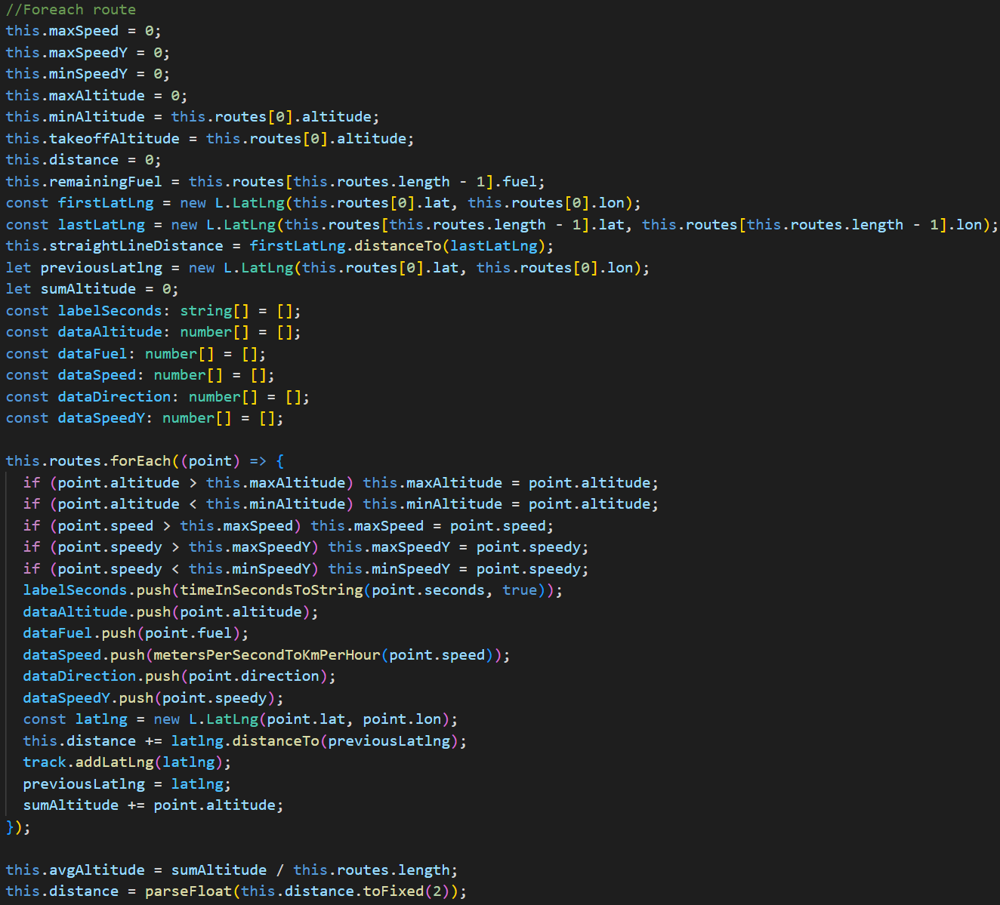 //Foreach route
this.maxSpeed = 0;
this.maxSpeedY = 0;
this.minSpeedY = 0;
this.maxAltitude = 0;
this.minAltitude = this.routes[0].altitude;
this.takeoffAltitude = this.routes[0].altitude;
this.distance = 0;
this.remainingFuel = this.routes[this.routes.length - 1].fuel;
const firstLatLng = new L.LatLng(this.routes[0].lat, this.routes[0].lon);
const lastLatLng = new L.LatLng(this.routes[this.routes.length - 1].lat, this.routes[this.routes.length - 1].lon);
this.straightLineDistance = firstLatLng.distanceTo(lastLatLng);
let previousLatlng = new L.LatLng(this.routes[0].lat, this.routes[0].lon);
let sumAltitude = 0;
const labelSeconds: string[] = [];
const dataAltitude: number[] = [];
const dataFuel: number[] = [];
const dataSpeed: number[] = [];
const dataDirection: number[] = [];
const dataSpeedY: number[] = [];

this.routes.forEach((point) => {
  if (point.altitude > this.maxAltitude) this.maxAltitude = point.altitude;
  if (point.altitude < this.minAltitude) this.minAltitude = point.altitude;
  if (point.speed > this.maxSpeed) this.maxSpeed = point.speed;
  if (point.speedy > this.maxSpeedY) this.maxSpeedY = point.speedy;
  if (point.speedy < this.minSpeedY) this.minSpeedY = point.speedy;
  labelSeconds.push(timeInSecondsToString(point.seconds, true));
  dataAltitude.push(point.altitude);
  dataFuel.push(point.fuel);
  dataSpeed.push(metersPerSecondToKmPerHour(point.speed));
  dataDirection.push(point.direction);
  dataSpeedY.push(point.speedy);
  const latlng = new L.LatLng(point.lat, point.lon);
  this.distance += latlng.distanceTo(previousLatlng);
  track.addLatLng(latlng);
  previousLatlng = latlng;
  sumAltitude += point.altitude;
});

this.avgAltitude = sumAltitude / this.routes.length;
this.distance = parseFloat(this.distance.toFixed(2));